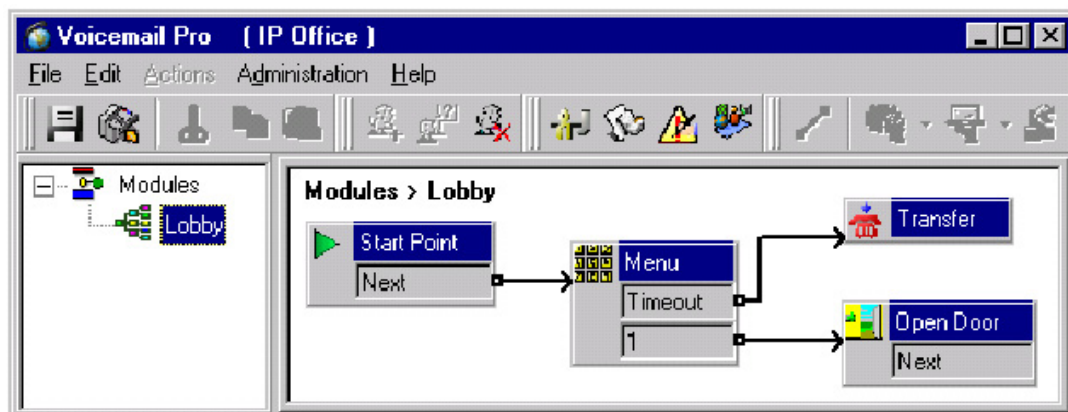 Voicemail Pro ( IP Office )
File Edit Actions Administration Help
Modules
Lobby
Modules > Lobby
Start Point
Next
Menu
Timeout
1
Transfer
Open Door
Next